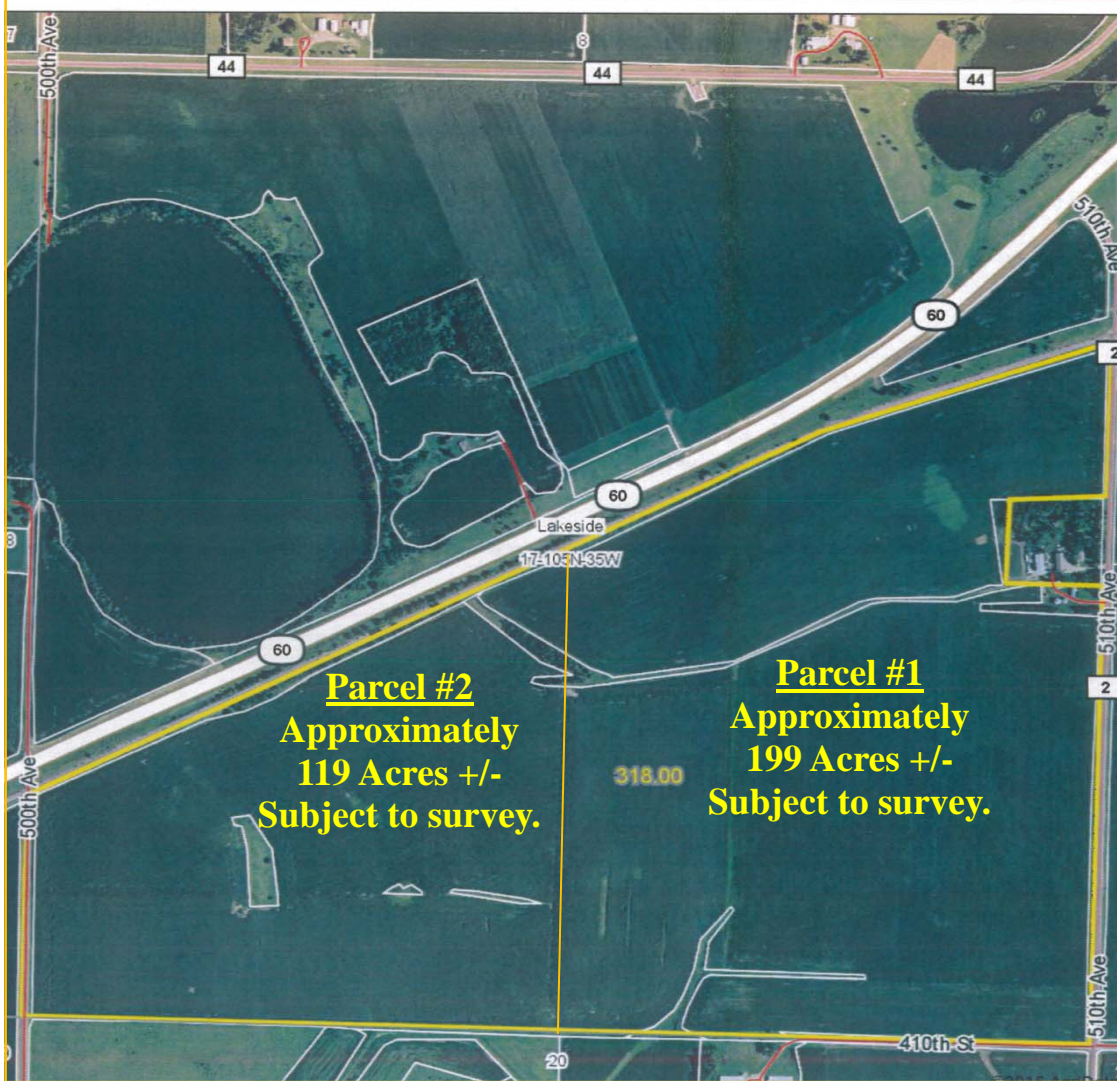 7
500th Ave
44
8
44
44
510th Ave
60
2
60
Lakeside
17-105N-35W
8
510th Ave
60
Parcel #2
Approximately
119 Acres +/-
Subject to survey.
318.00
Parcel #1
Approximately
199 Acres +/-
Subject to survey.
2
500th Ave
510th Ave
410th St
20